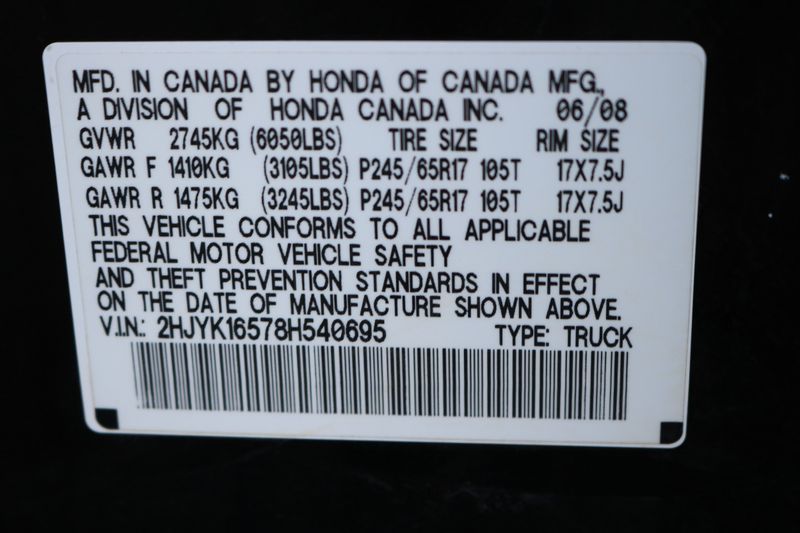 MFD. IN CANADA BY HONDA OF CANADA MFG.,
A DIVISION OF HONDA CANADA INC. 06/08
GVWR 2745KG (6050LBS) TIRE SIZE RIM SIZE
GAWR F 1410KG (3105LBS) P245/65R17 105T 17X7.5J
GAWR R 1475KG (3245LBS) P245/65R17 105T 17X7.5J
THIS VEHICLE CONFORMS TO ALL APPLICABLE
FEDERAL MOTOR VEHICLE SAFETY
AND THEFT PREVENTION STANDARDS IN EFFECT
ON THE DATE OF MANUFACTURE SHOWN ABOVE.
V.I.N.: 2HJYK16578H540695 TYPE: TRUCK